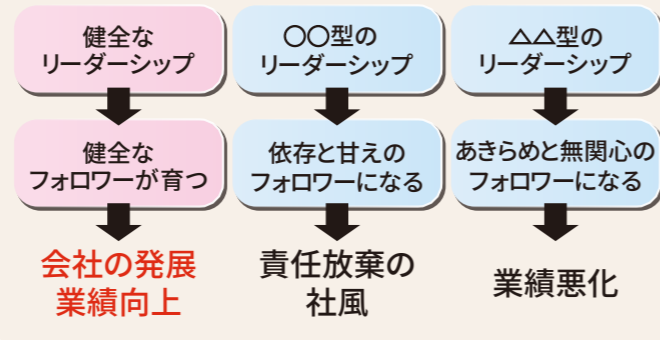 健全な
リーダーシップ
健全な
フォロワーが育つ
会社の発展
業績向上
〇〇型の
リーダーシップ
依存と甘えの
フォロワーになる
責任放棄の
社風
△△型の
リーダーシップ
あきらめと無関心の
フォロワーになる
業績悪化